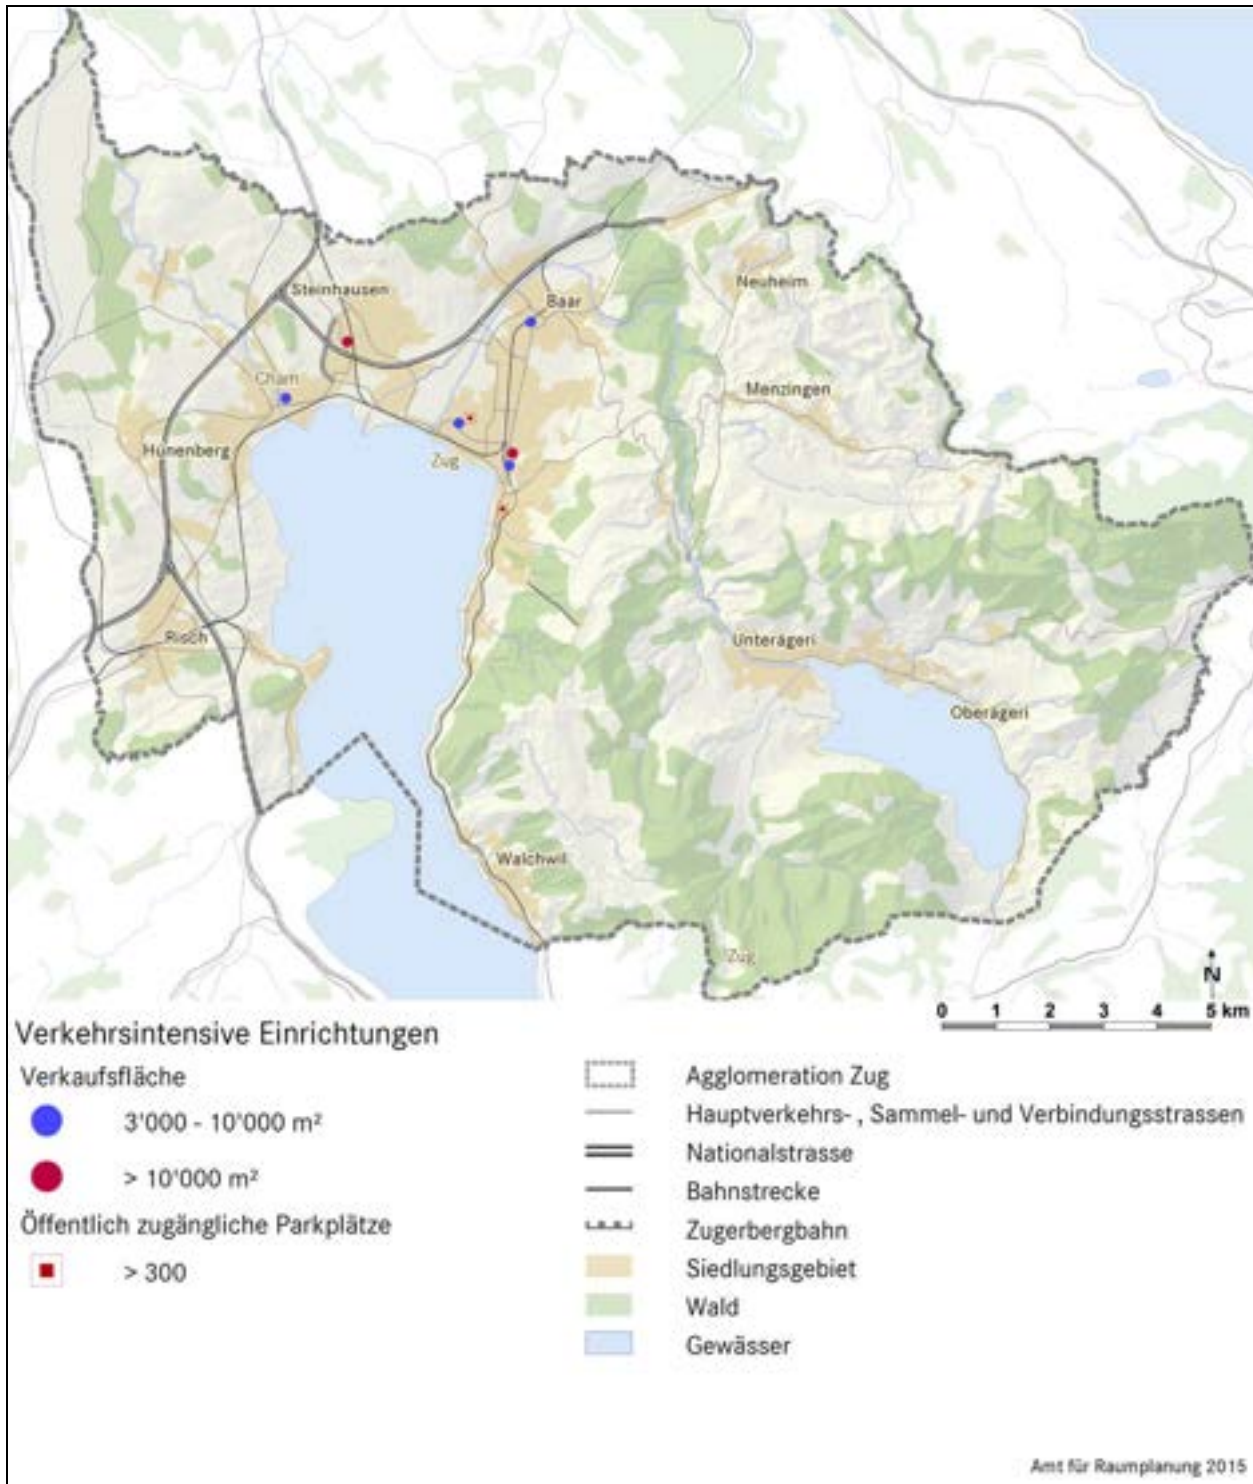 Steinhausen
Baar
Neuheim
Cham
Menzingen
Hünenberg
Zug
Risch
Unterägeri
Oberägeri
Walchwil
Zug
N
0 1 2 3 4 5 km
Verkehrsintensive Einrichtungen
Verkaufsfläche
3'000 - 10'000 m²
> 10'000 m²
Öffentlich zugängliche Parkplätze
> 300
Agglomeration Zug
Hauptverkehrs- , Sammel- und Verbindungsstrassen
Nationalstrasse
Bahnstrecke
Zugerbergbahn
Siedlungsgebiet
Wald
Gewässer
Amt für Raumplanung 2015